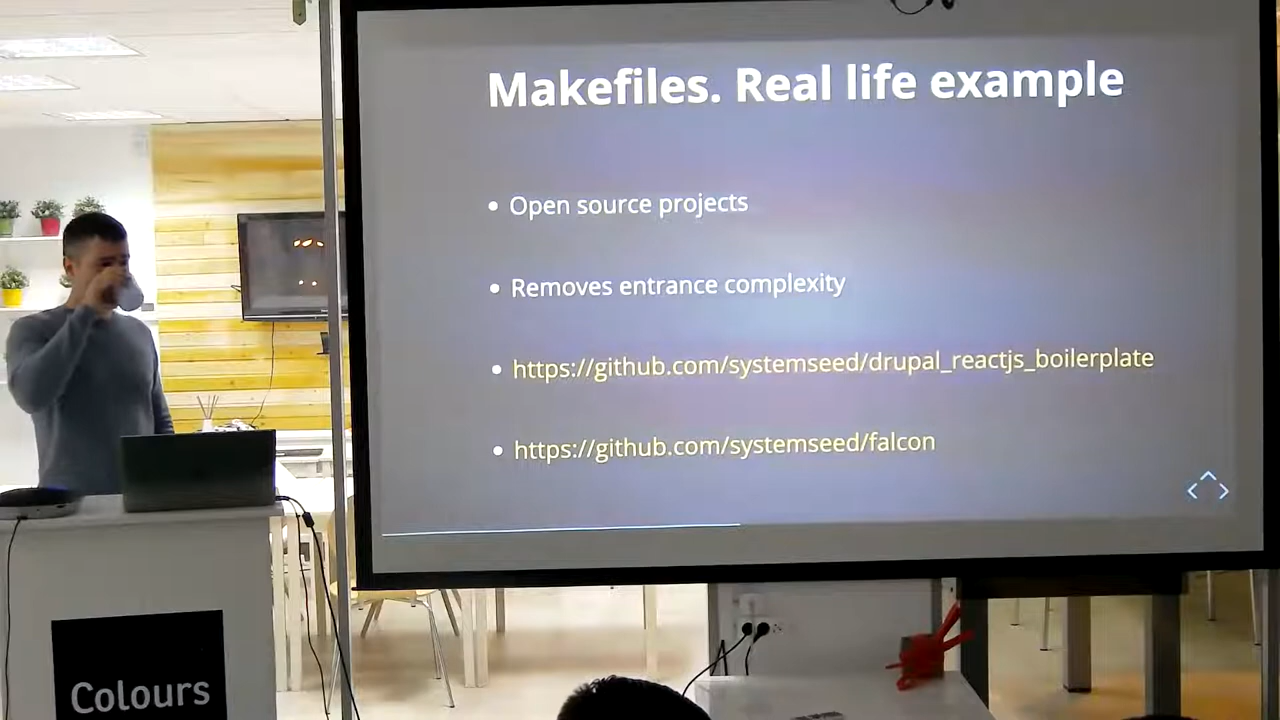 Makefiles. Real life example
Open source projects
Removes entrance complexity
https://github.com/systemseed/drupal_reactjs_boilerplate
https://github.com/systemseed/falcon
Colours